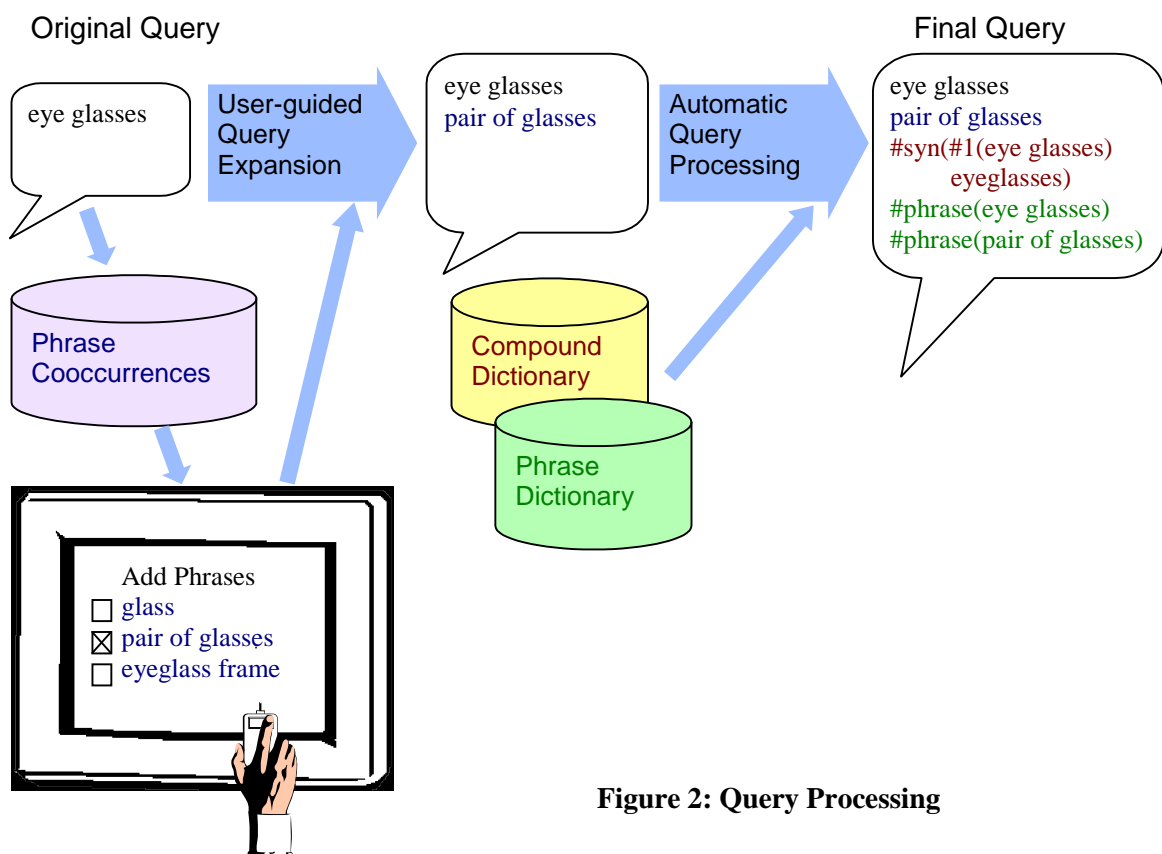 Original Query
Final Query
eye glasses
User-guided
Query
Expansion
eye glasses
pair of glasses
Automatic
Query
Processing
eye glasses
pair of glasses
#syn(#1(eye glasses)
eyeglasses)
#phrase(eye glasses)
#phrase(pair of glasses)
Phrase
Cooccurrences
Compound
Dictionary
Phrase
Dictionary
Add Phrases
glass
pair of glasses
eyeglass frame
Figure 2: Query Processing